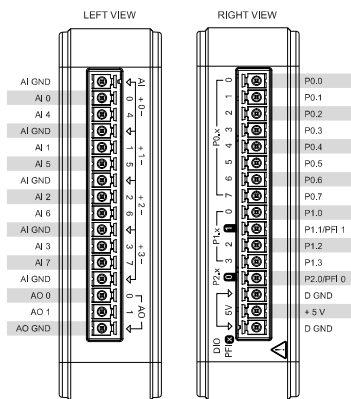 LEFT VIEW
RIGHT VIEW
AI GND
AI 0
AI 4
AI GND
AI 1
AI 5
AI GND
AI 2
AI 6
AI GND
AI 3
AI 7
AI GND
AO 0
AO 1
AO GND
AI
0
4
+ 0 -
1
5
+ 1 -
2
6
+ 2 -
3
7
+ 3 -
0
1
AO
P0.x
0
1
2
3
4
5
6
7
P1.x
0
1
2
3
P2.x
0
5V
DIO
PFI X
P0.0
P0.1
P0.2
P0.3
P0.4
P0.5
P0.6
P0.7
P1.0
P1.1/PFI 1
P1.2
P1.3
P2.0/PFI 0
D GND
+ 5 V
D GND